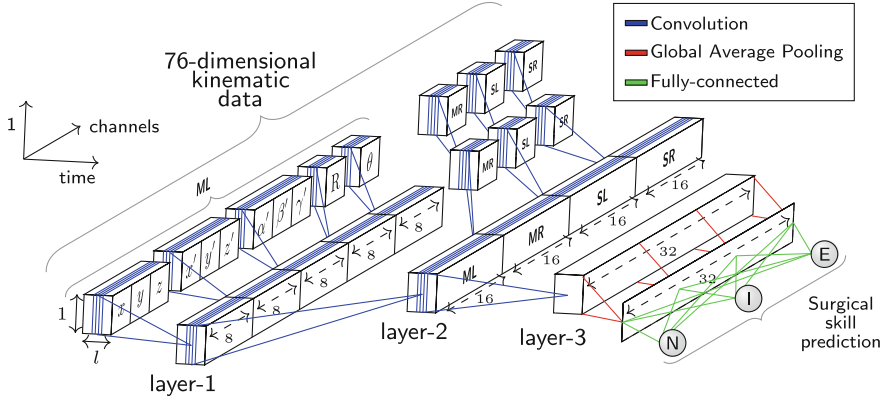 76-dimensional
kinematic
data
Convolution
Global Average Pooling
Fully-connected
1
channels
time
ML
x y z
x′ y′ z′
α′ β′ γ′
R
θ
MR
SL
SR
MR
SL
SR
1
l
8
8
8
8
8
layer-1
ML
MR
SL
SR
16
16
16
16
layer-2
32
layer-3
32
N
I
E
Surgical
skill
prediction